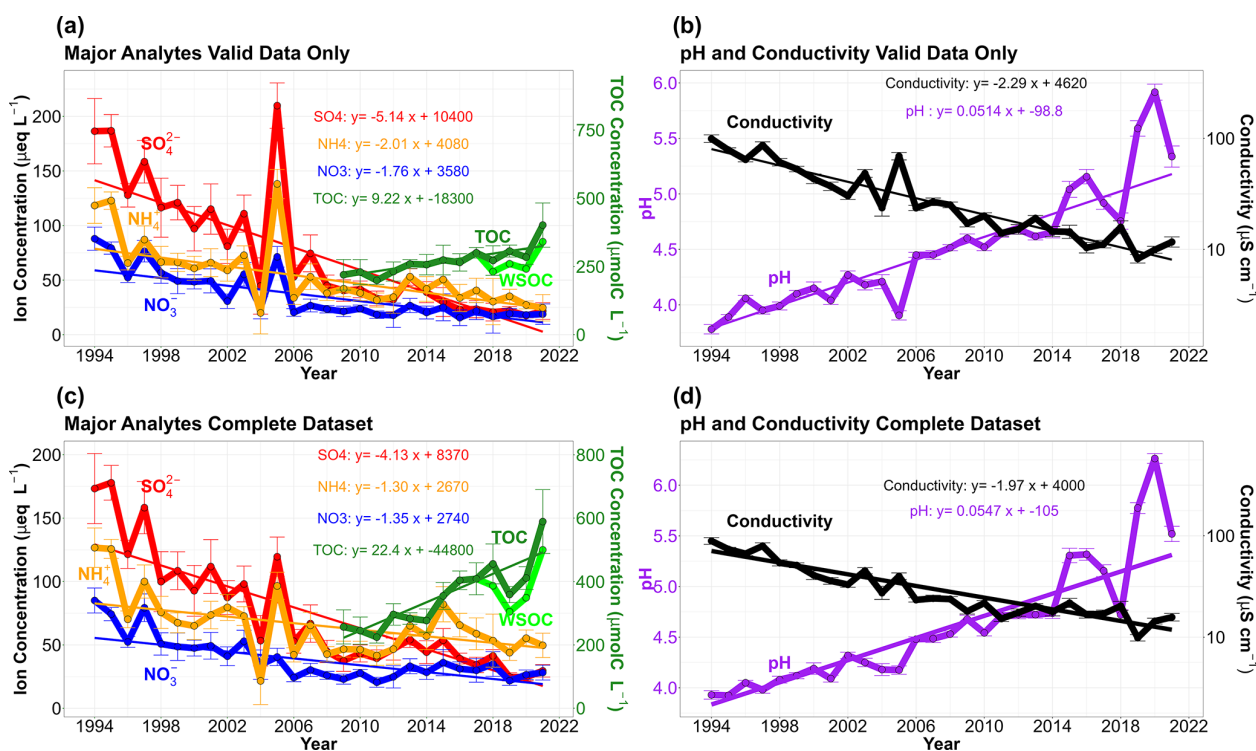 (a)
Major Analytes Valid Data Only
Ion Concentration (μeq L⁻¹)
200
150
100
50
0
SO₄²⁻
NH₄⁺
NO₃⁻
SO4: y= -5.14 x + 10400
NH4: y= -2.01 x + 4080
NO3: y= -1.76 x + 3580
TOC: y= 9.22 x + -18300
TOC
WSOC
750
500
250
0
TOC Concentration (μmolC L⁻¹)
1994 1998 2002 2006 2010 2014 2018 2022
Year
(b)
pH and Conductivity Valid Data Only
pH
6.0
5.5
5.0
4.5
4.0
Conductivity: y= -2.29 x + 4620
pH : y= 0.0514 x + -98.8
Conductivity
pH
100
10
Conductivity (μS cm⁻¹)
1994 1998 2002 2006 2010 2014 2018 2022
Year
(c)
Major Analytes Complete Dataset
Ion Concentration (μeq L⁻¹)
200
150
100
50
0
SO₄²⁻
NH₄⁺
NO₃⁻
SO4: y= -4.13 x + 8370
NH4: y= -1.30 x + 2670
NO3: y= -1.35 x + 2740
TOC: y= 22.4 x + -44800
TOC
WSOC
800
600
400
200
0
TOC Concentration (μmolC L⁻¹)
1994 1998 2002 2006 2010 2014 2018 2022
Year
(d)
pH and Conductivity Complete Dataset
pH
6.0
5.5
5.0
4.5
4.0
Conductivity: y= -1.97 x + 4000
pH: y= 0.0547 x + -105
Conductivity
pH
100
10
Conductivity (μS cm⁻¹)
1994 1998 2002 2006 2010 2014 2018 2022
Year